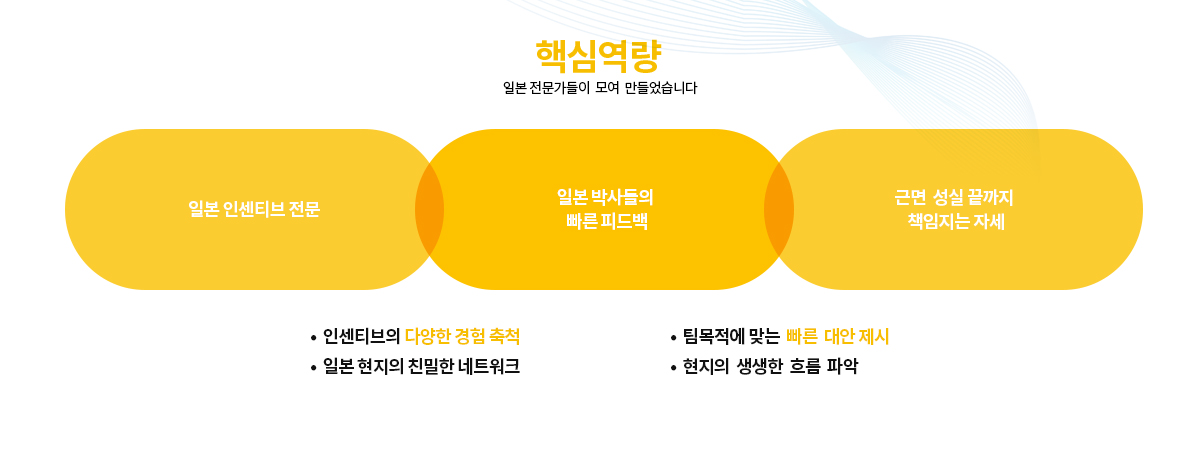 핵심역량
일본 전문가들이 모여 만들었습니다
일본 인센티브 전문
일본 박사들의
빠른 피드백
근면 성실 끝까지
책임지는 자세
• 인센티브의 다양한 경험 축척
• 일본 현지의 친밀한 네트워크
• 팀목적에 맞는 빠른 대안 제시
• 현지의 생생한 흐름 파악